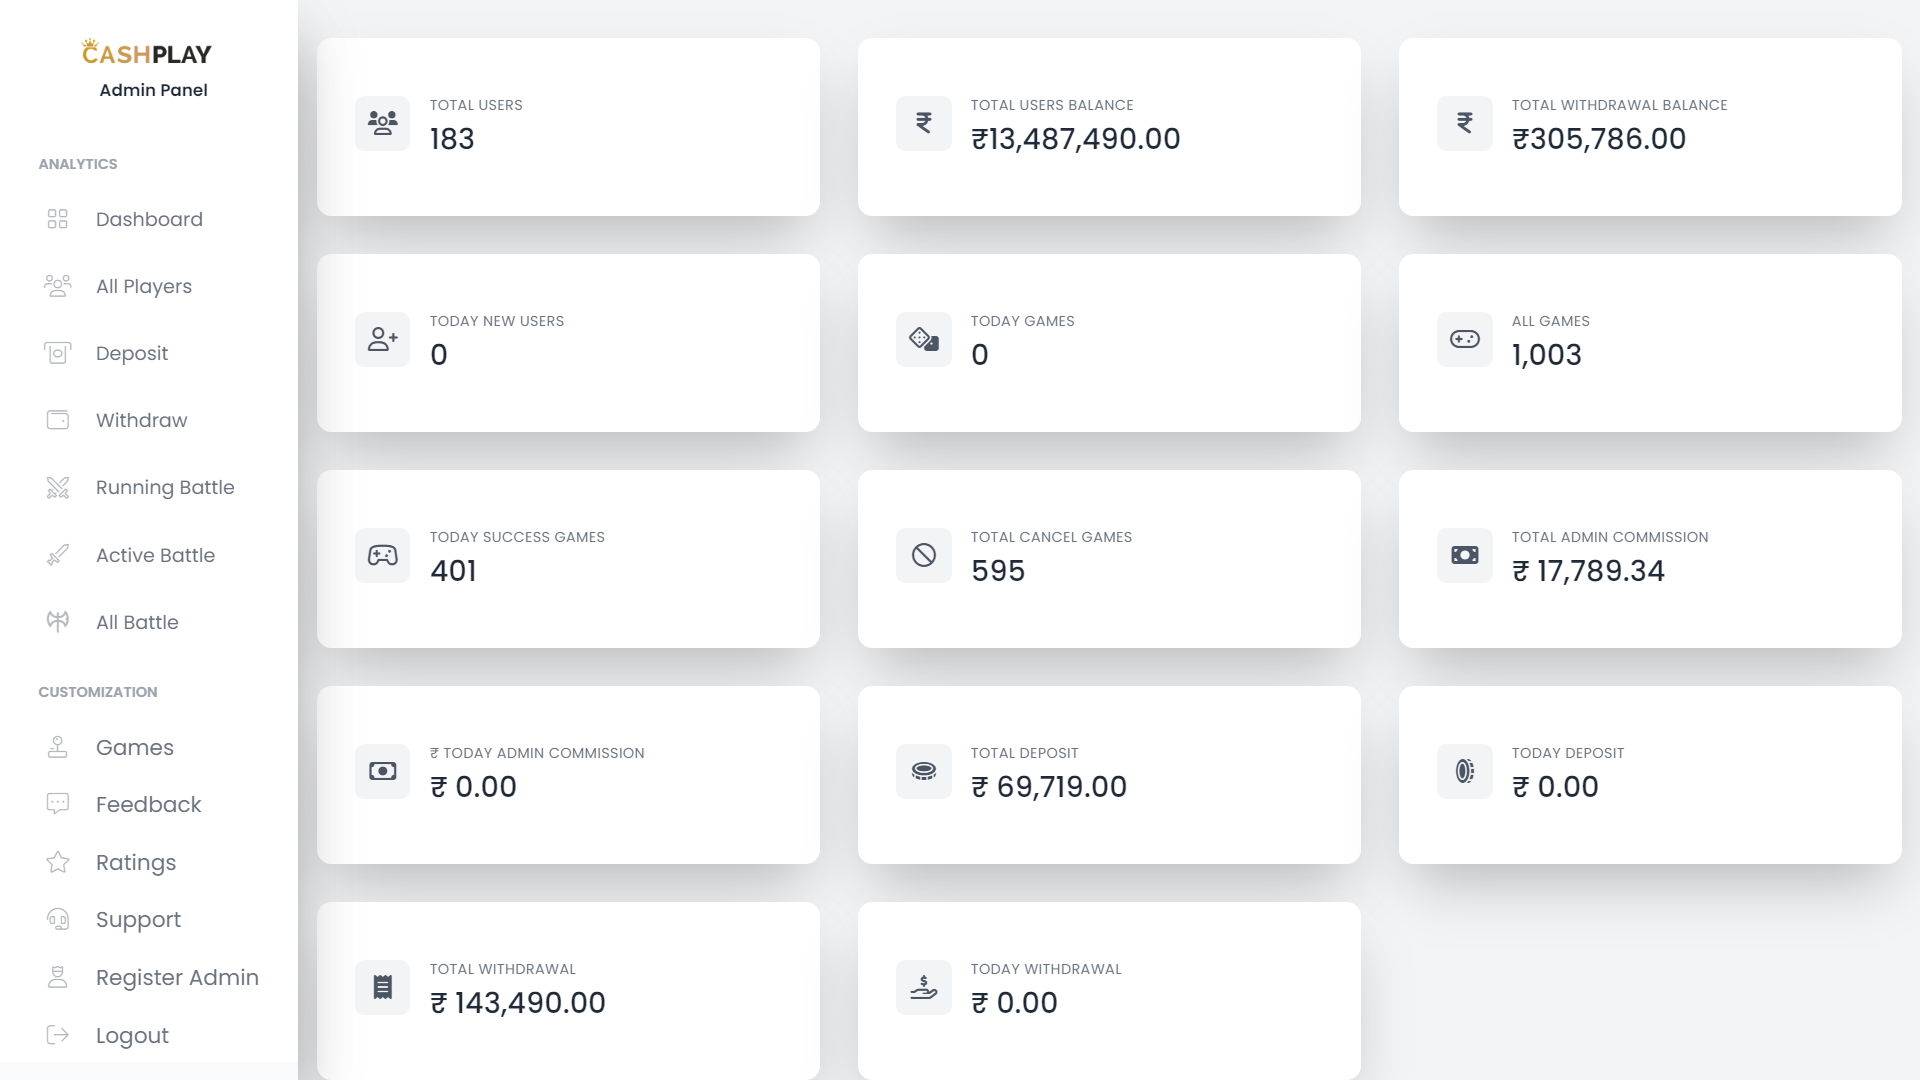 CASHPLAY
Admin Panel
ANALYTICS
Dashboard
All Players
Deposit
Withdraw
Running Battle
Active Battle
All Battle
CUSTOMIZATION
Games
Feedback
Ratings
Support
Register Admin
Logout
TOTAL USERS
183
TOTAL USERS BALANCE
₹13,487,490.00
TOTAL WITHDRAWAL BALANCE
₹305,786.00
TODAY NEW USERS
0
TODAY GAMES
0
ALL GAMES
1,003
TODAY SUCCESS GAMES
401
TOTAL CANCEL GAMES
595
TOTAL ADMIN COMMISSION
₹ 17,789.34
₹ TODAY ADMIN COMMISSION
₹ 0.00
TOTAL DEPOSIT
₹ 69,719.00
TODAY DEPOSIT
₹ 0.00
TOTAL WITHDRAWAL
₹ 143,490.00
TODAY WITHDRAWAL
₹ 0.00